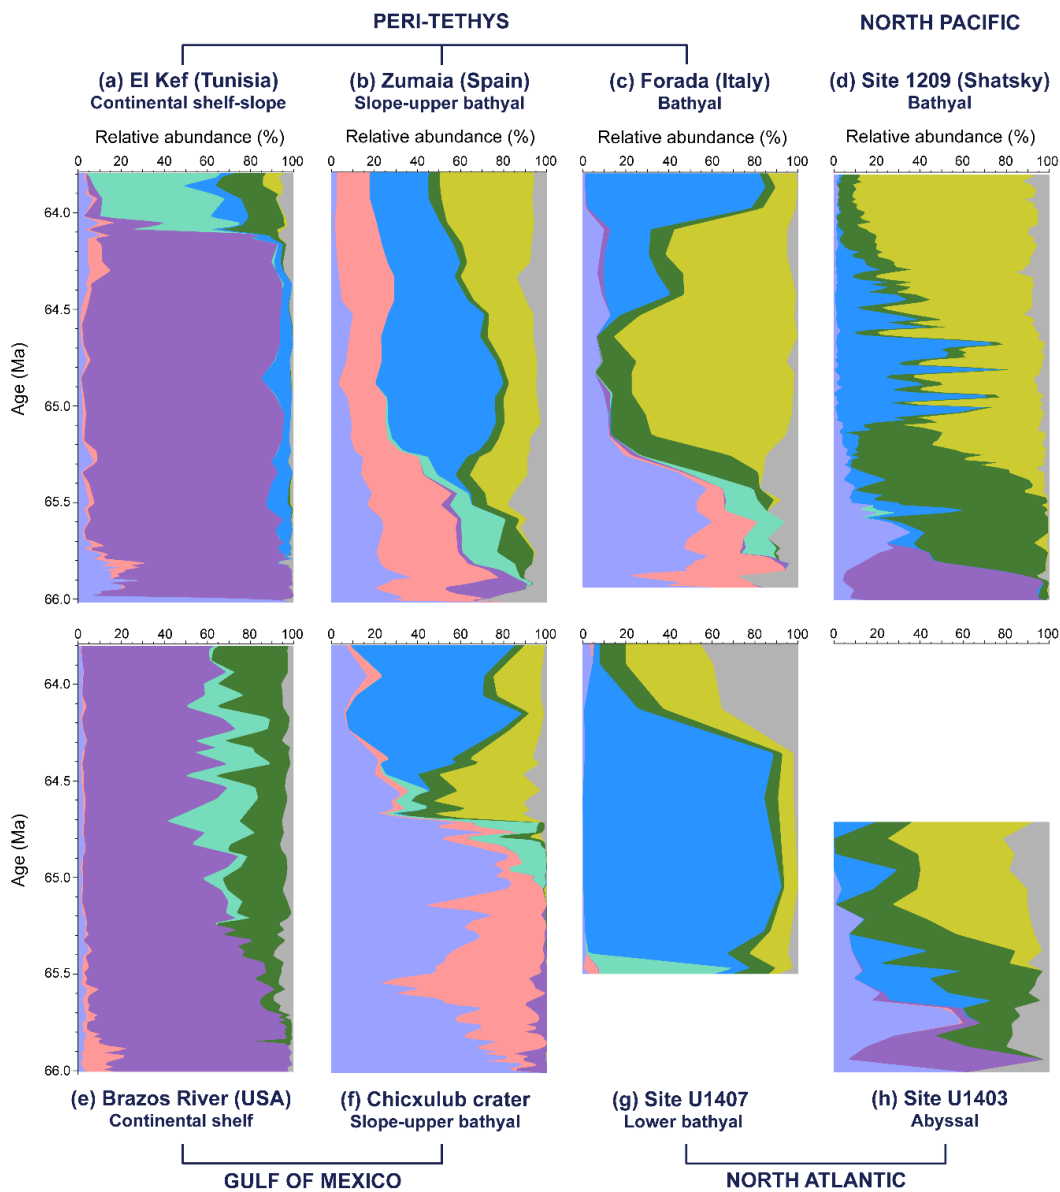 PERI-TETHYS
NORTH PACIFIC
(a) El Kef (Tunisia)
Continental shelf-slope
(b) Zumaia (Spain)
Slope-upper bathyal
(c) Forada (Italy)
Bathyal
(d) Site 1209 (Shatsky)
Bathyal
Relative abundance (%)
Relative abundance (%)
Relative abundance (%)
Relative abundance (%)
0 20 40 60 80 100
0 20 40 60 80 100
0 20 40 60 80 100
0 20 40 60 80 100
Age (Ma)
64.0
64.5
65.0
65.5
66.0
0 20 40 60 80 100
0 20 40 60 80 100
0 20 40 60 80 100
0 20 40 60 80 100
Age (Ma)
64.0
64.5
65.0
65.5
66.0
(e) Brazos River (USA)
Continental shelf
(f) Chicxulub crater
Slope-upper bathyal
(g) Site U1407
Lower bathyal
(h) Site U1403
Abyssal
GULF OF MEXICO
NORTH ATLANTIC